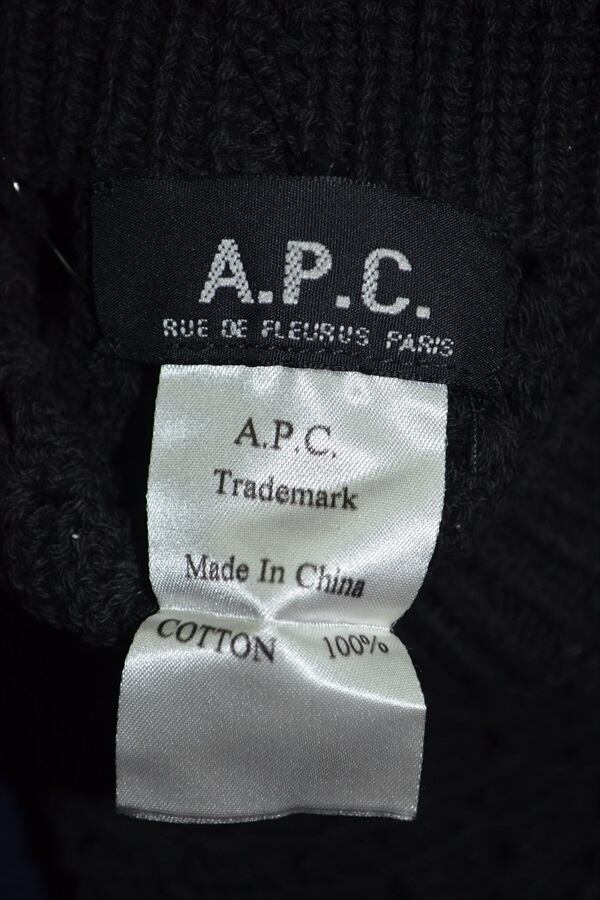 A.P.C.
RUE DE FLEURUS PARIS
A.P.C.
Trademark
Made In China
COTTON 100%